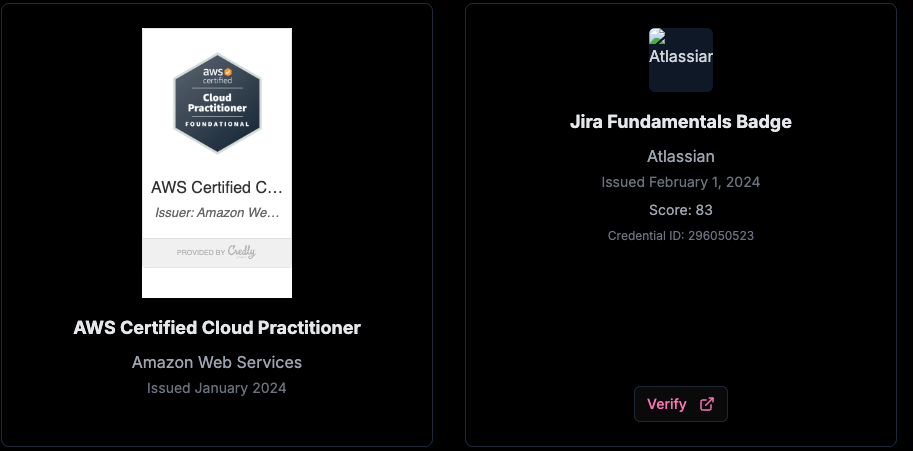 aws
certified
Cloud
Practitioner
FOUNDATIONAL
AWS Certified C...
Issuer: Amazon We...
PROVIDED BY Credly
AWS Certified Cloud Practitioner
Amazon Web Services
Issued January 2024
Atlassian
Jira Fundamentals Badge
Atlassian
Issued February 1, 2024
Score: 83
Credential ID: 296050523
Verify